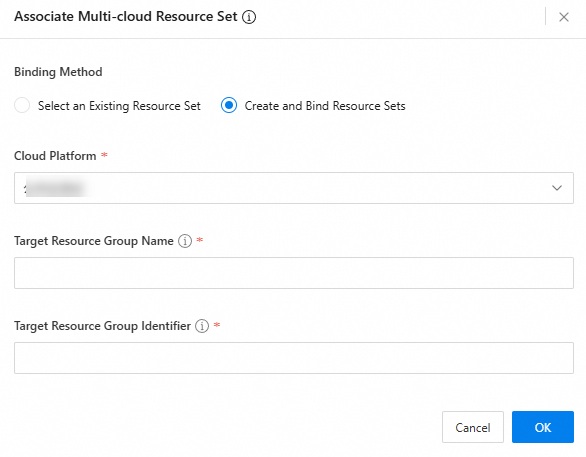 Associate Multi-cloud Resource Set
Binding Method
Select an Existing Resource Set
Create and Bind Resource Sets
Cloud Platform *
Target Resource Group Name *
Target Resource Group Identifier *
Cancel
OK